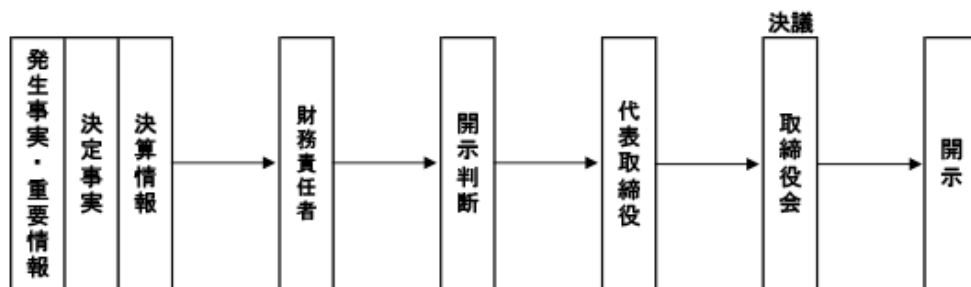 発生事実・重要情報
決定事実
決算情報
財務責任者
開示判断
代表取締役
決議
取締役会
開示